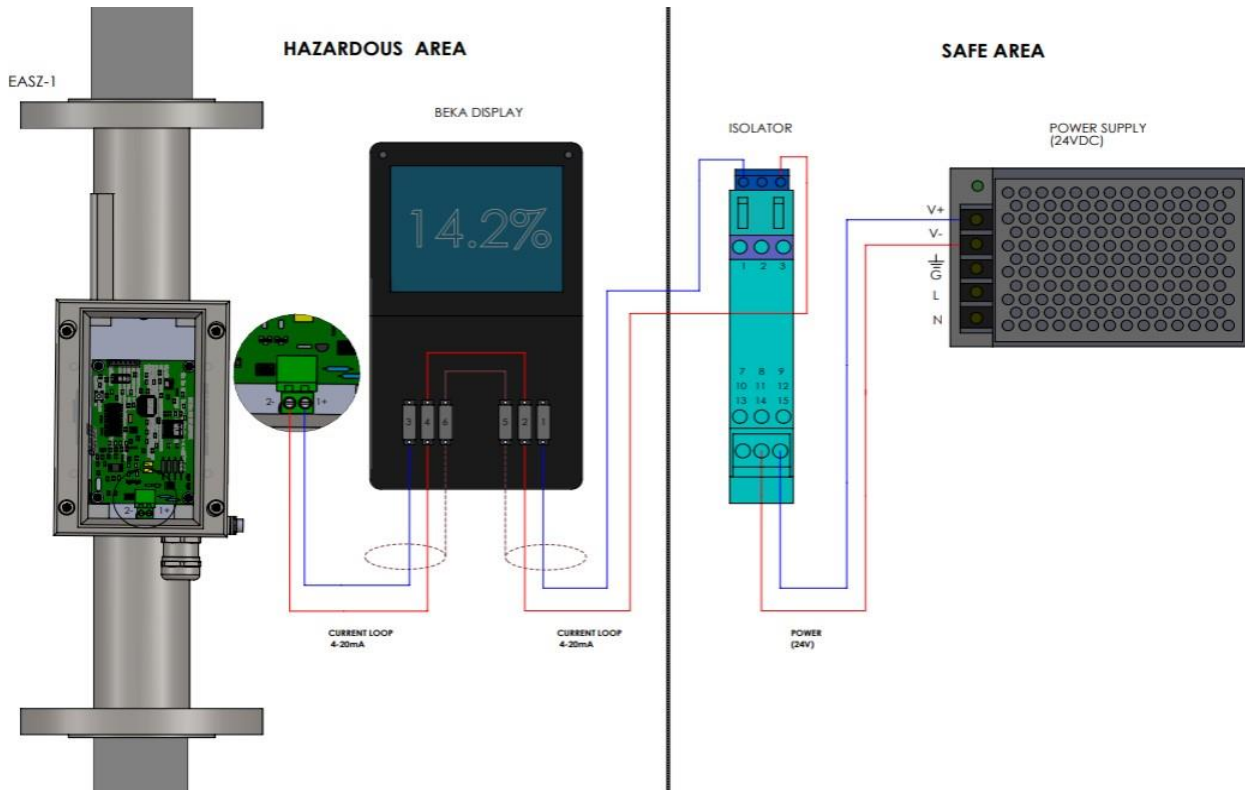 HAZARDOUS AREA
SAFE AREA
EASZ-1
BEKA DISPLAY
ISOLATOR
POWER SUPPLY
(24VDC)
14.2%
V+
V-
G
L
N
1 2 3
2- 1+
3 4 6 5 2 1
7 8 9
10 11 12
13 14 15
2- 1+
CURRENT LOOP
4-20mA
CURRENT LOOP
4-20mA
POWER
(24V)